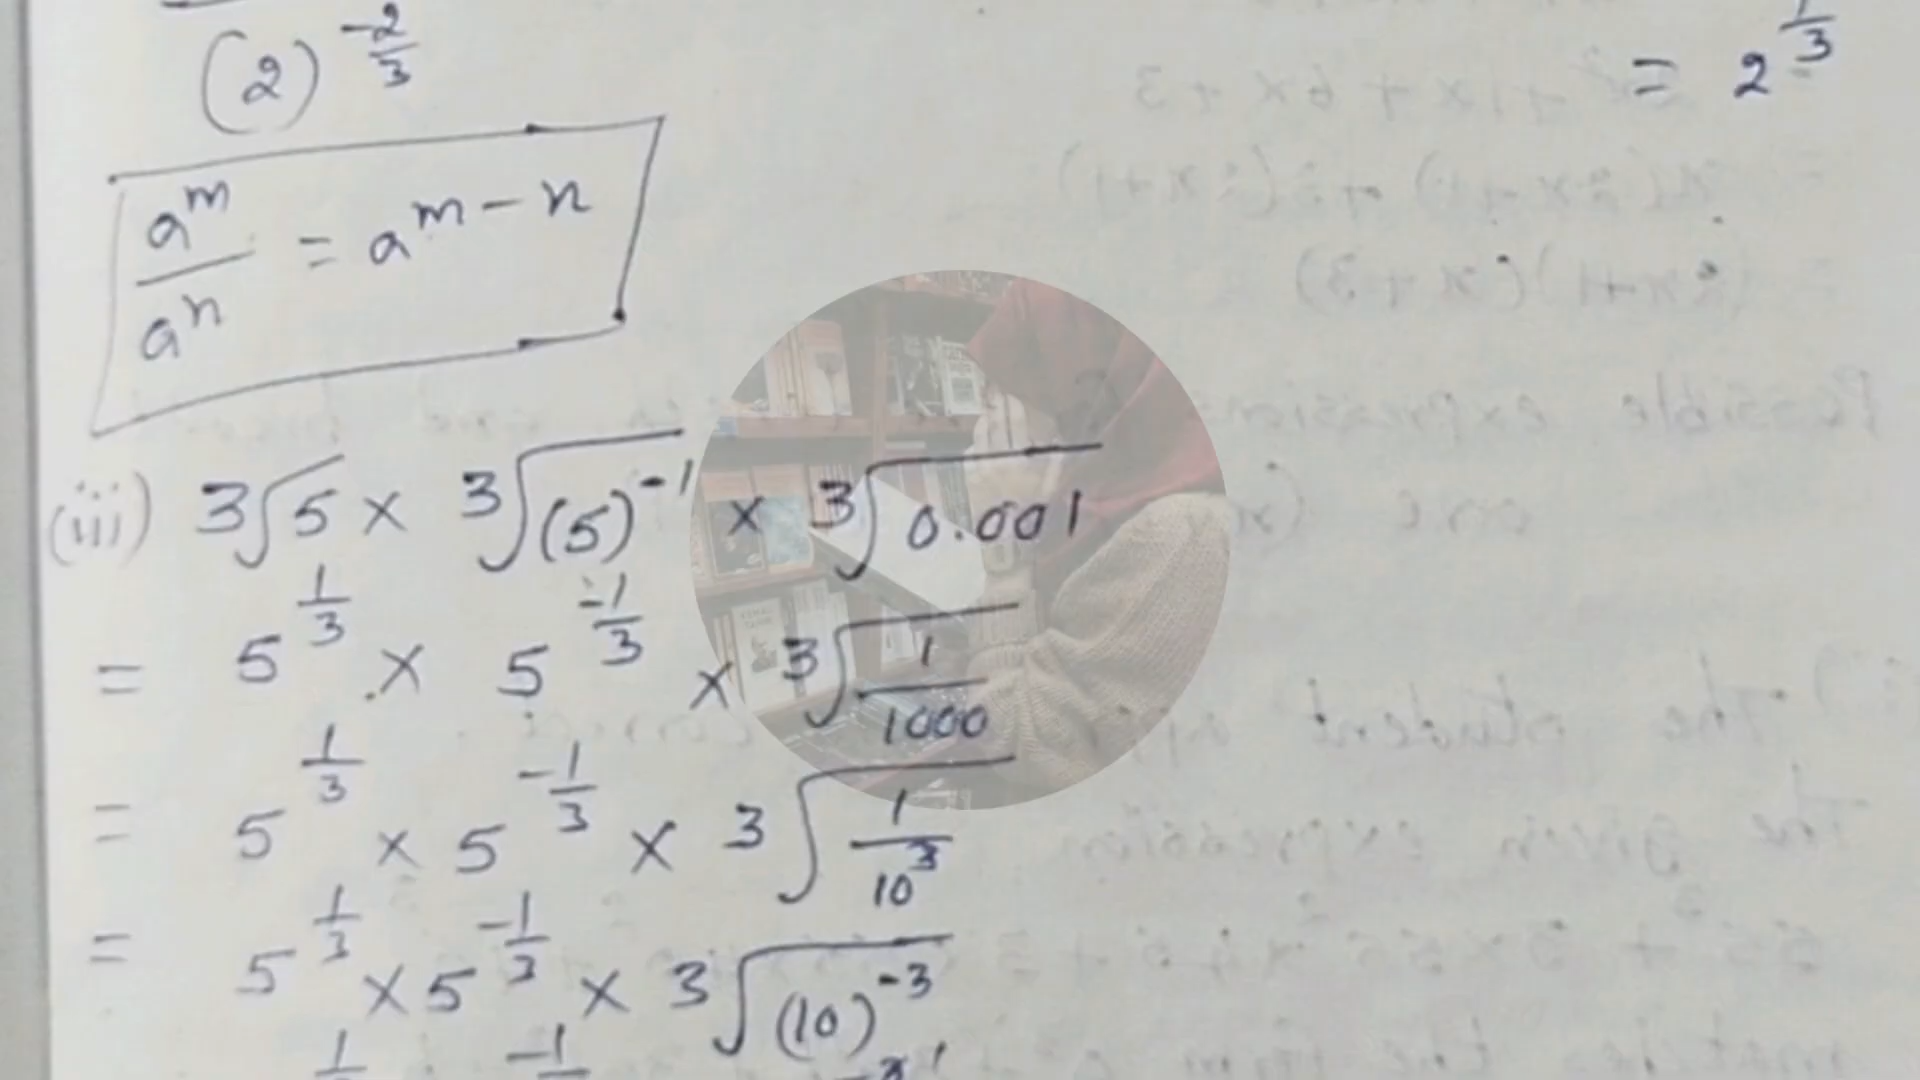 (2)^{-2/3}
= 2^{1/3}
a^m / a^n = a^{m-n}
(iii) ³√5 × ³√(5)^{-1} × ³√0.001
= 5^{1/3} × 5^{-1/3} × ³√(1/1000)
= 5^{1/3} × 5^{-1/3} × ³√(1/10^3)
= 5^{1/3} × 5^{-1/3} × ³√(10)^{-3}